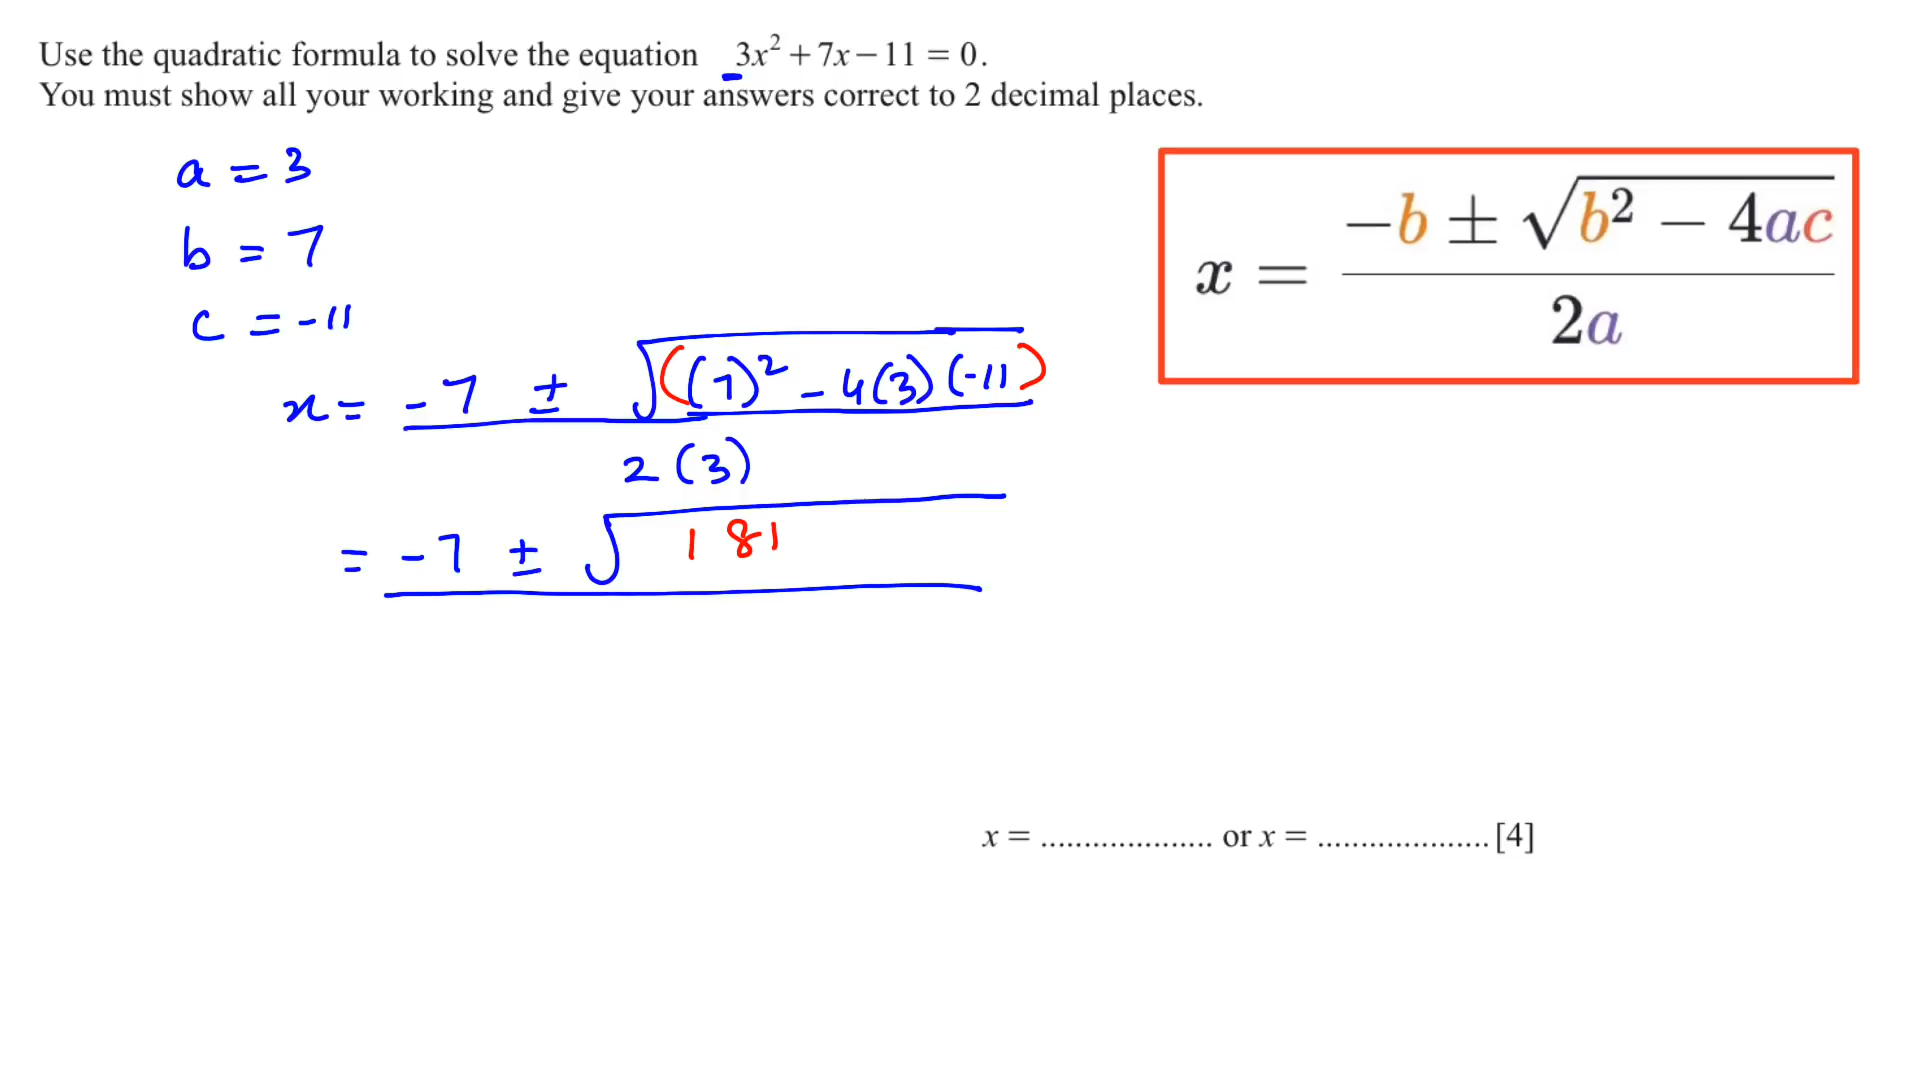 Use the quadratic formula to solve the equation 3x² + 7x − 11 = 0.
You must show all your working and give your answers correct to 2 decimal places.
a = 3
b = 7
c = -11
x = (-b ± √(b² − 4ac)) / 2a
x = -7 ± √((7)² - 4(3)(-11)) / 2(3)
= -7 ± √181
x = .................... or x = .................... [4]